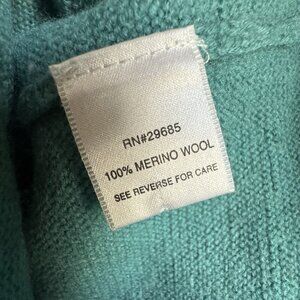 RN#29685
100% MERINO WOOL
SEE REVERSE FOR CARE